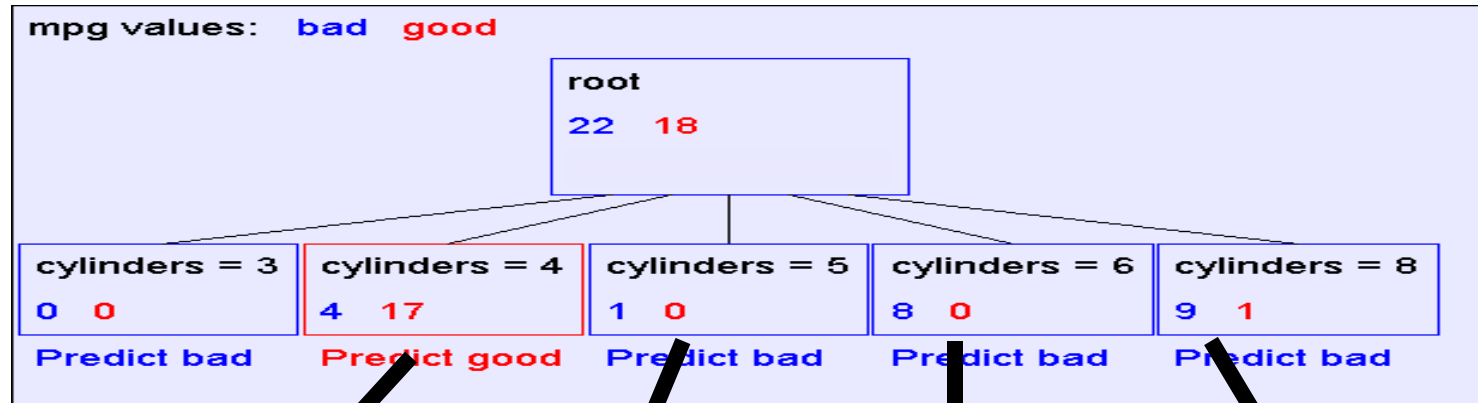 mpg values: bad good
root
22 18
cylinders = 3
0 0
Predict bad
cylinders = 4
4 17
Predict good
cylinders = 5
1 0
Predict bad
cylinders = 6
8 0
Predict bad
cylinders = 8
9 1
Predict bad